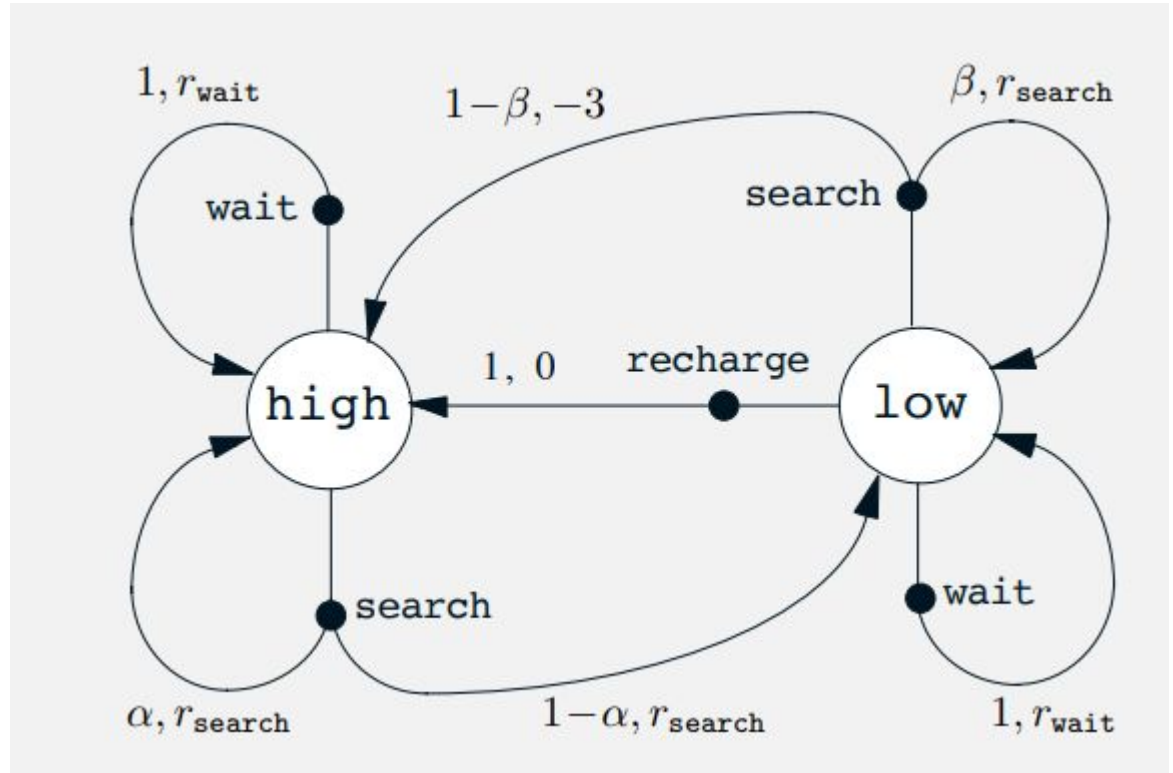 1, r_wait
1−β, −3
β, r_search
wait
search
recharge
1, 0
high
low
search
wait
α, r_search
1−α, r_search
1, r_wait